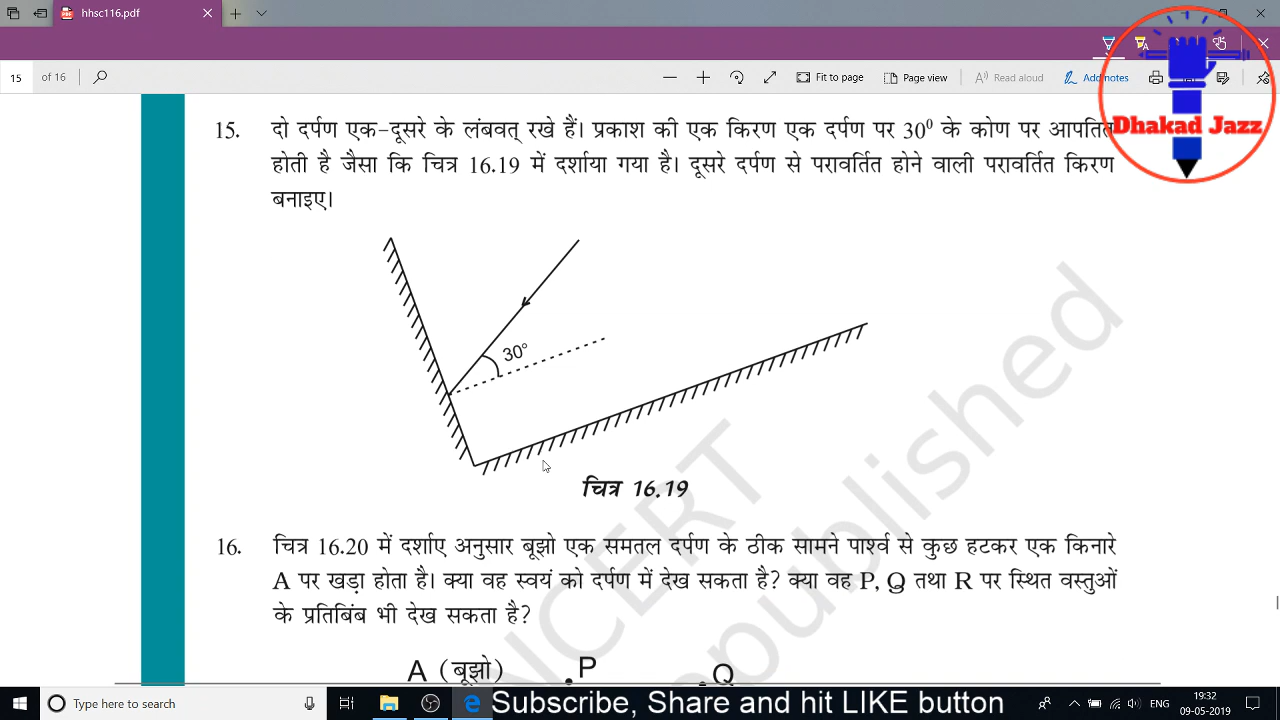 hhsc116.pdf
15 of 16 Fit to page Page view Read aloud Add notes
Dhakad Jazz
15. दो दर्पण एक-दूसरे के लंबवत् रखे हैं। प्रकाश की एक किरण एक दर्पण पर 30⁰ के कोण पर आपतित
होती है जैसा कि चित्र 16.19 में दर्शाया गया है। दूसरे दर्पण से परावर्तित होने वाली परावर्तित किरण
बनाइए।
30°
चित्र 16.19
16. चित्र 16.20 में दर्शाए अनुसार बूझो एक समतल दर्पण के ठीक सामने पार्श्व से कुछ हटकर एक किनारे
A पर खड़ा होता है। क्या वह स्वयं को दर्पण में देख सकता है? क्या वह P, Q तथा R पर स्थित वस्तुओं
के प्रतिबिंब भी देख सकता है?
A (बूझो) P Q
NCERT
republished
Type here to search
Subscribe, Share and hit LIKE button
19:32
09-05-2019